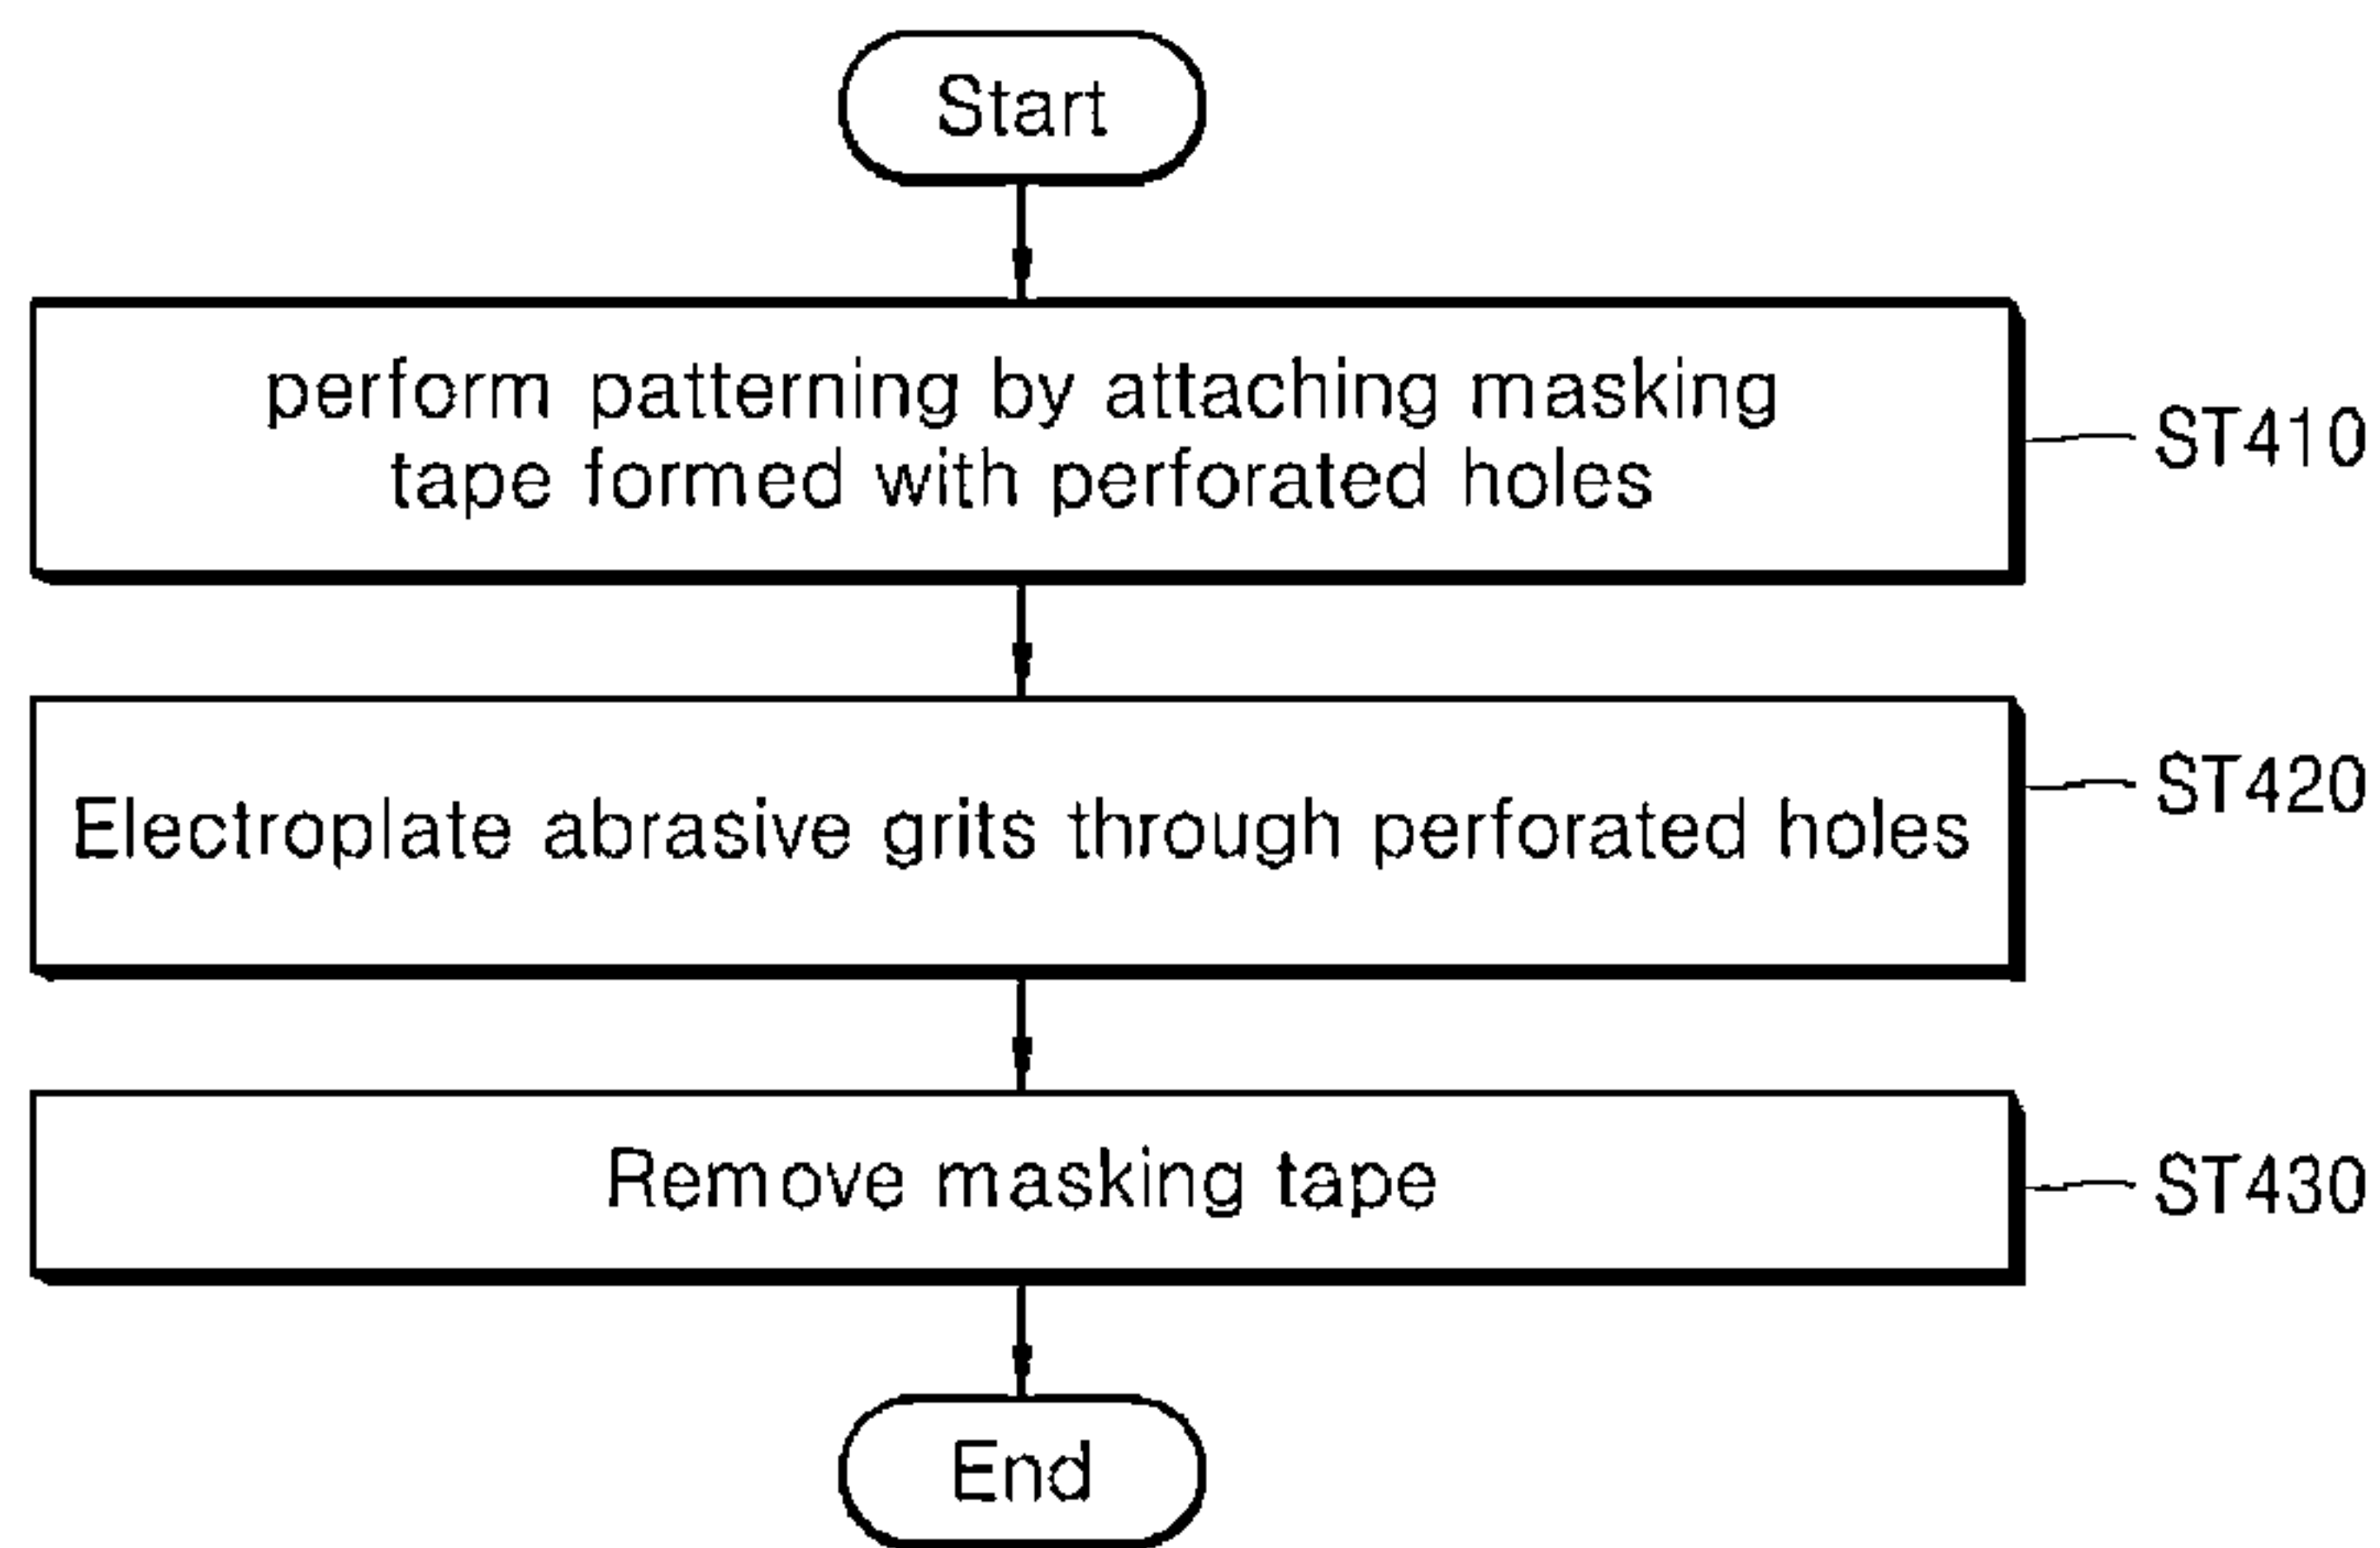 Start
perform patterning by attaching masking
tape formed with perforated holes
ST410
Electroplate abrasive grits through perforated holes
ST420
Remove masking tape
ST430
End